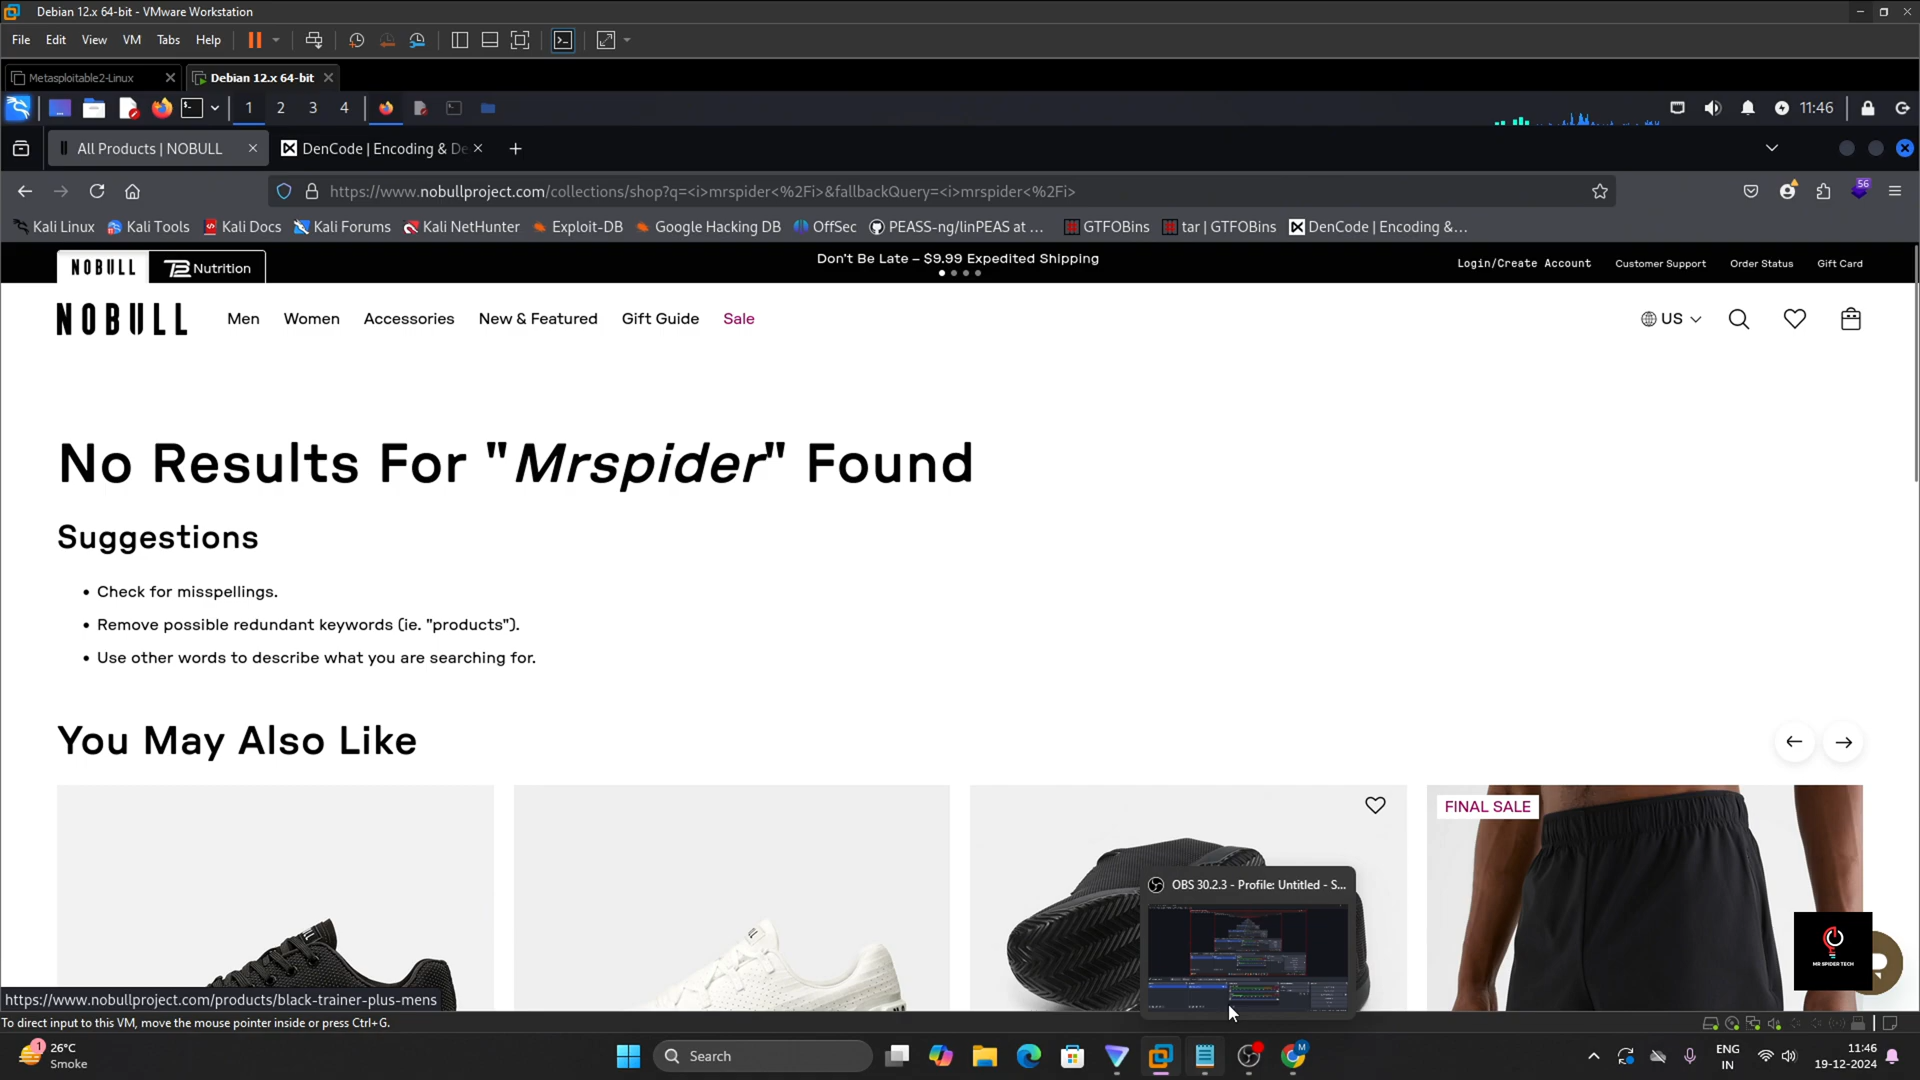 Debian 12.x 64-bit - VMware Workstation
File Edit View VM Tabs Help
Metasploitable2-Linux Debian 12.x 64-bit
1 2 3 4 11:46
All Products | NOBULL DenCode | Encoding & De
https://www.nobullproject.com/collections/shop?q=<i>mrspider<%2Fi>&fallbackQuery=<i>mrspider<%2Fi> 56
Kali Linux Kali Tools Kali Docs Kali Forums Kali NetHunter Exploit-DB Google Hacking DB OffSec PEASS-ng/linPEAS at ... GTFOBins tar | GTFOBins DenCode | Encoding &...
NOBULL TB Nutrition Don't Be Late – $9.99 Expedited Shipping Login/Create Account Customer Support Order Status Gift Card
NOBULL Men Women Accessories New & Featured Gift Guide Sale US
No Results For "Mrspider" Found
Suggestions
• Check for misspellings.
• Remove possible redundant keywords (ie. "products").
• Use other words to describe what you are searching for.
You May Also Like
FINAL SALE
OBS 30.2.3 - Profile: Untitled - S...
MR SPIDER TECH
https://www.nobullproject.com/products/black-trainer-plus-mens
To direct input to this VM, move the mouse pointer inside or press Ctrl+G.
1 26°C
Smoke
Search
M
ENG
IN
11:46
19-12-2024